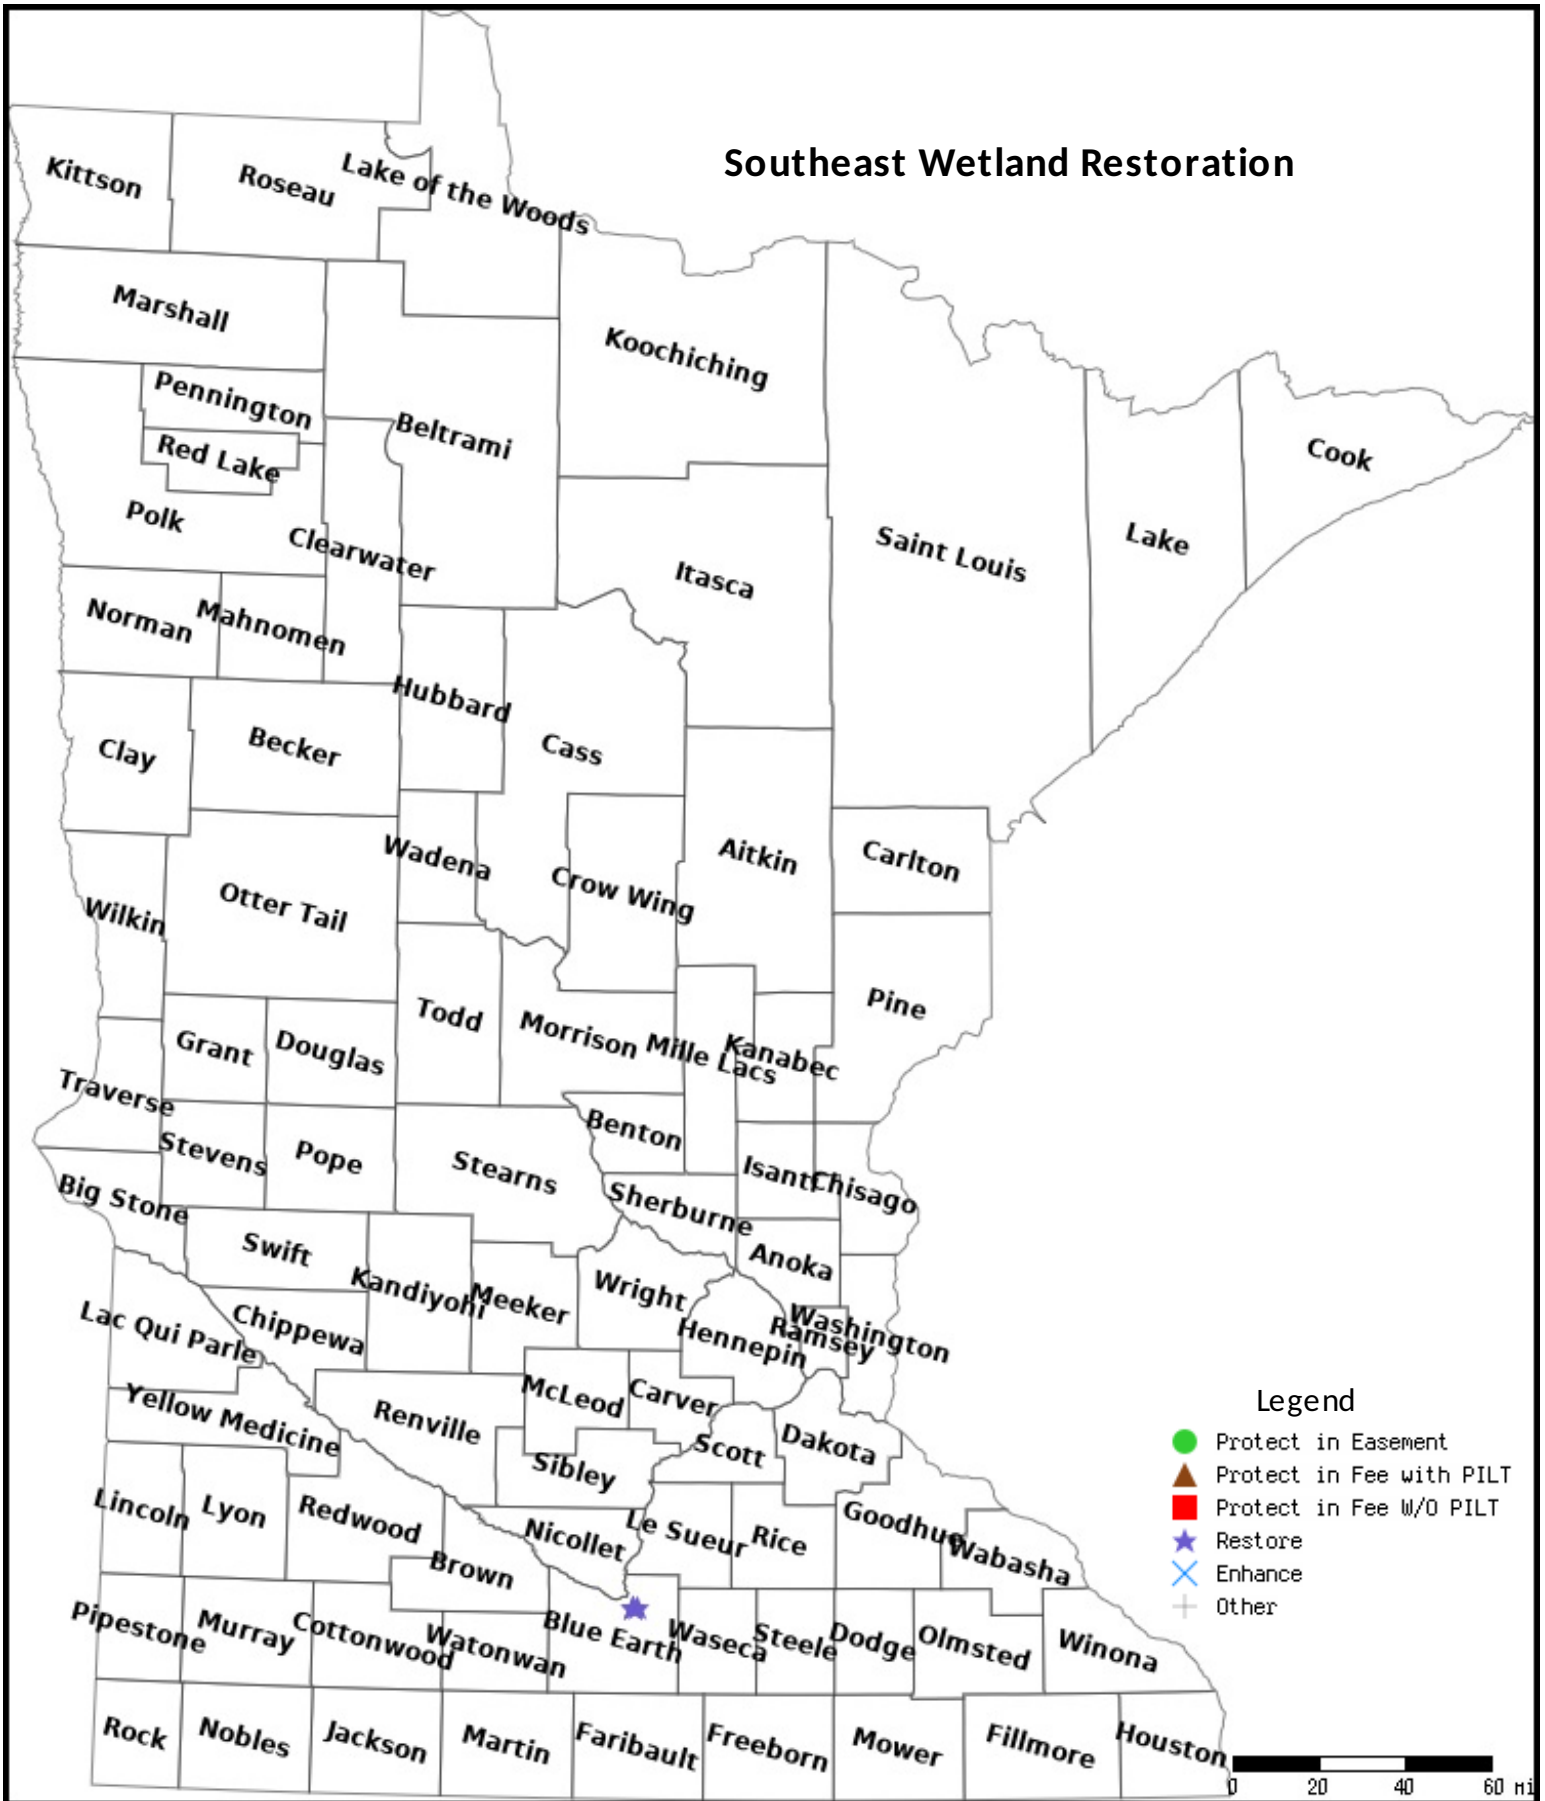 Southeast Wetland Restoration
Kittson
Roseau
Lake of the Woods
Marshall
Koochiching
Pennington
Beltrami
Red Lake
Cook
Polk
Clearwater
Saint Louis
Lake
Itasca
Norman
Mahnomen
Hubbard
Clay
Becker
Cass
Wadena
Aitkin
Carlton
Crow Wing
Otter Tail
Wilkin
Pine
Todd
Morrison
Mille Lacs
Kanabec
Grant
Douglas
Traverse
Benton
Stevens
Pope
Stearns
Isanti
Chisago
Big Stone
Sherburne
Swift
Anoka
Kandiyohi
Meeker
Wright
Lac Qui Parle
Chippewa
Hennepin
Ramsey
Washington
McLeod
Carver
Yellow Medicine
Renville
Scott
Dakota
Sibley
Lincoln
Lyon
Redwood
Nicollet
Le Sueur
Rice
Goodhue
Wabasha
Brown
Pipestone
Murray
Cottonwood
Watonwan
Blue Earth
Waseca
Steele
Dodge
Olmsted
Winona
Rock
Nobles
Jackson
Martin
Faribault
Freeborn
Mower
Fillmore
Houston
Legend
Protect in Easement
Protect in Fee with PILT
Protect in Fee W/O PILT
Restore
Enhance
Other
0 20 40 60 mi